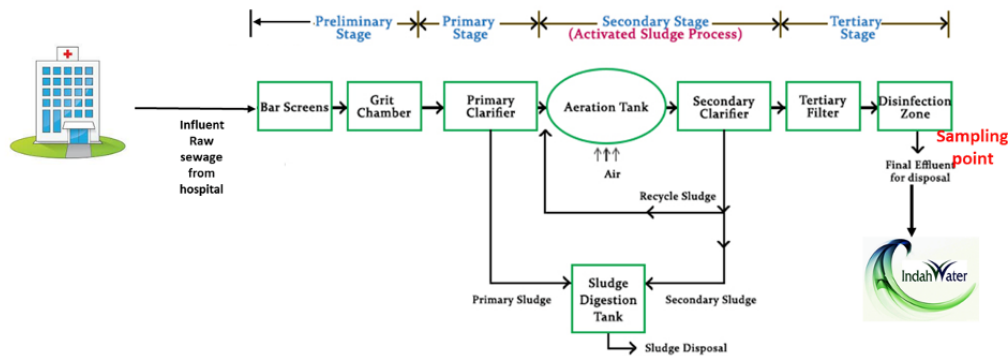 Preliminary Stage
Primary Stage
Secondary Stage
(Activated Sludge Process)
Tertiary Stage
Bar Screens
Grit Chamber
Primary Clarifier
Aeration Tank
Secondary Clarifier
Tertiary Filter
Disinfection Zone
Influent
Raw
sewage
from
hospital
Air
Sampling
point
Final Effluent
for disposal
Recycle Sludge
IndahWater
Primary Sludge
Sludge
Digestion
Tank
Secondary Sludge
Sludge Disposal